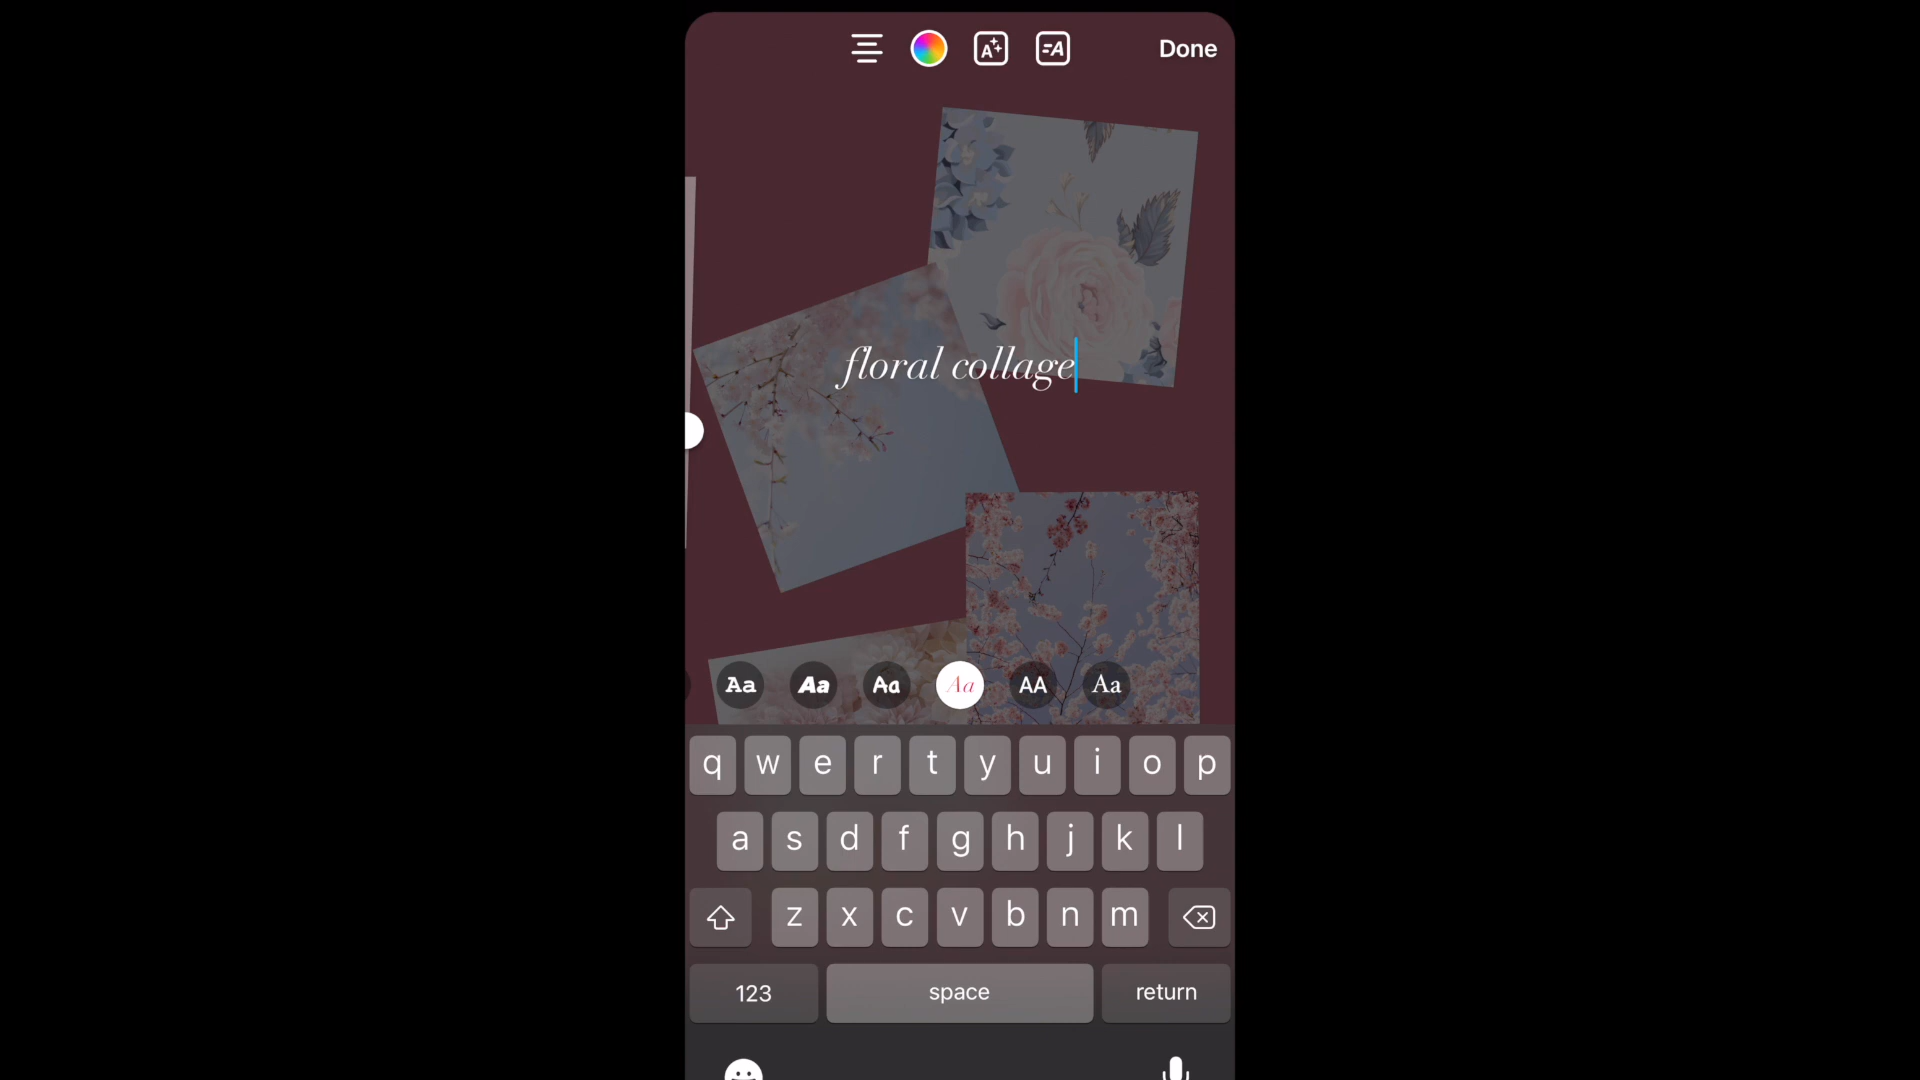 Done
floral collage
Aa Aa Aa Aa AA Aa
q w e r t y u i o p
a s d f g h j k l
z x c v b n m
123 space return